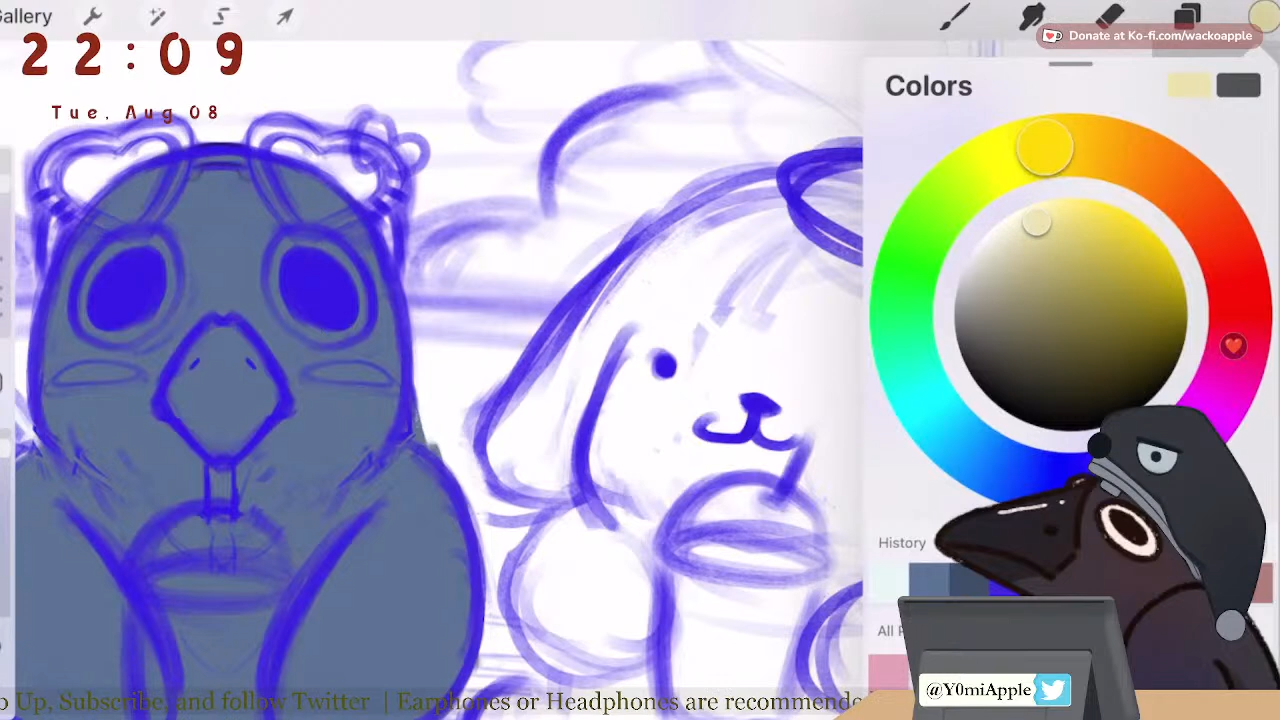 Gallery
22:09
Tue, Aug 08
Donate at Ko-fi.com/wackoapple
Colors
History
All
@Y0miApple
Up, Subscribe, and follow Twitter | Earphones or Headphones are recommended